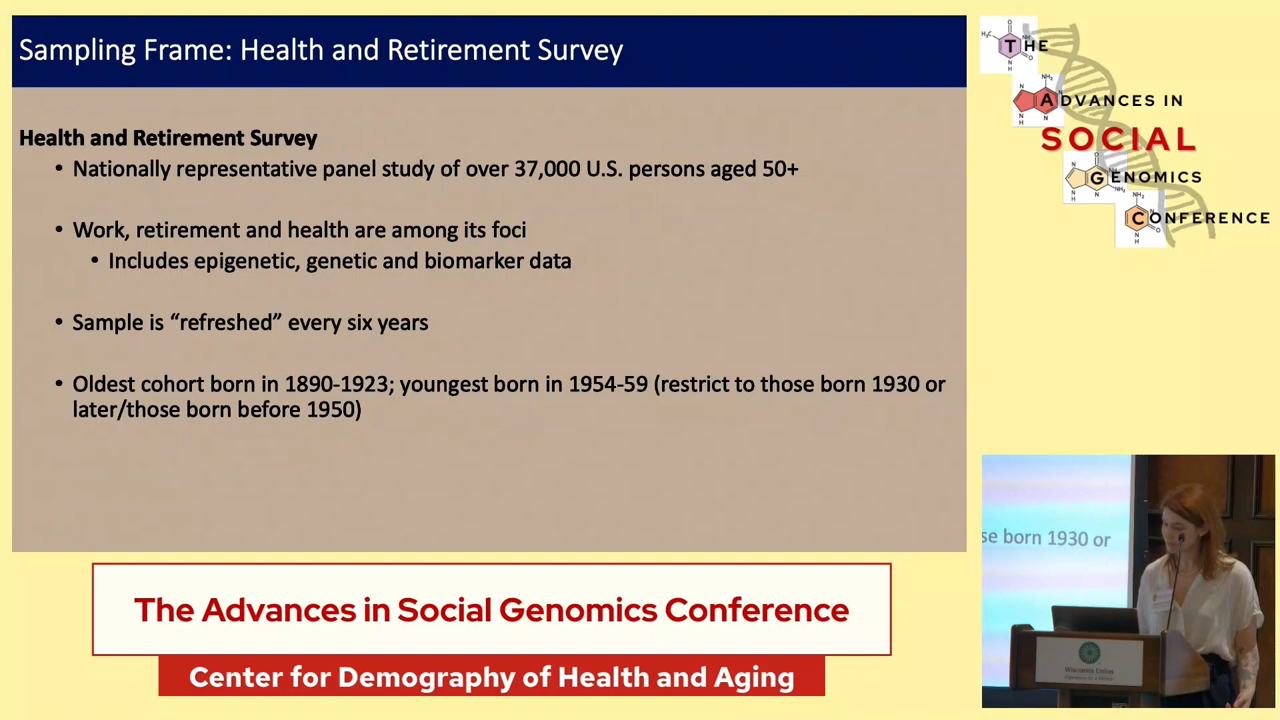 Sampling Frame: Health and Retirement Survey
Health and Retirement Survey
• Nationally representative panel study of over 37,000 U.S. persons aged 50+
• Work, retirement and health are among its foci
• Includes epigenetic, genetic and biomarker data
• Sample is “refreshed” every six years
• Oldest cohort born in 1890-1923; youngest born in 1954-59 (restrict to those born 1930 or
later/those born before 1950)
THE
ADVANCES IN
SOCIAL
GENOMICS
CONFERENCE
se born 1930 or
Wisconsin Union
The Advances in Social Genomics Conference
Center for Demography of Health and Aging